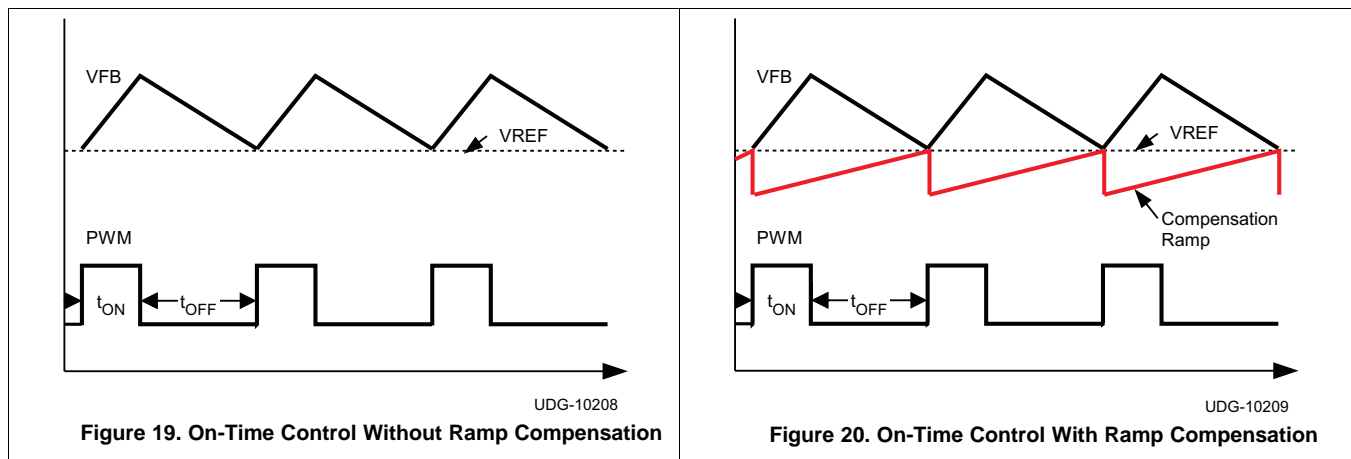 VFB
VREF
PWM
tON
tOFF
UDG-10208
Figure 19. On-Time Control Without Ramp Compensation
VFB
VREF
Compensation
Ramp
PWM
tON
tOFF
UDG-10209
Figure 20. On-Time Control With Ramp Compensation